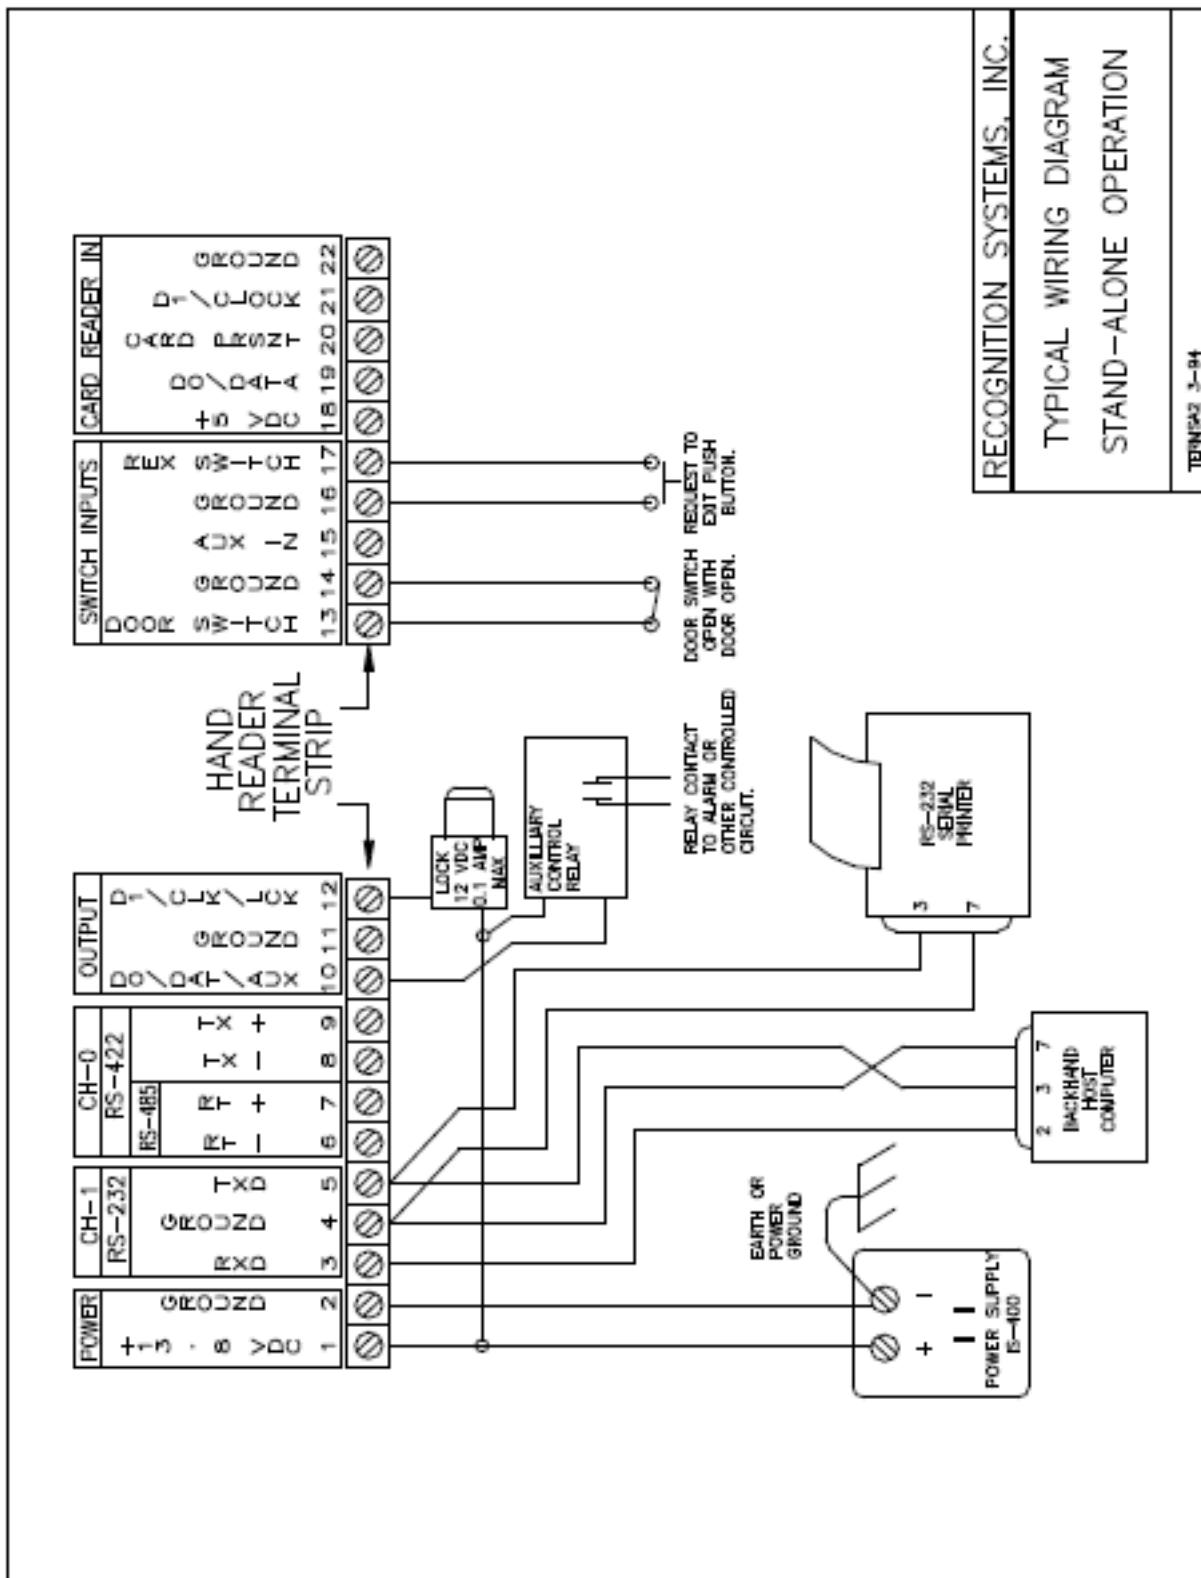 POWER
CH-1
CH-0
OUTPUT
SWITCH INPUTS
CARD READER IN
RS-232
RS-422
RS-485
+13.8 VDC
GROUND
RXD
GROUND
TXD
RT-
RT+
TX-
TX+
DO/DAT/AUX
GROUND
D1/CLK/LCK
DOOR SWITCH
GROUND
AUX IN
GROUND
REX SWITCH
+5 VDC
DO/DATA
CARD PRSNT
D1/CLOCK
GROUND
1 2 3 4 5 6 7 8 9 10 11 12
13 14 15 16 17 18 19 20 21 22
HAND
READER
TERMINAL
STRIP
LOCK
12 VDC
0.1 AMP
MAX
AUXILLIARY
CONTROL
RELAY
RELAY CONTACT
TO ALARM OR
OTHER CONTROLLED
CIRCUIT.
DOOR SWITCH
OPEN WITH
DOOR OPEN.
REQUEST TO
EXIT PUSH
BUTTON.
EARTH OR
POWER
GROUND
+ -
POWER SUPPLY
IS-400
2 3 7
BACKHAND
HOST
COMPUTER
3 7
RS-232
SERIAL
PRINTER
RECOGNITION SYSTEMS, INC.
TYPICAL WIRING DIAGRAM
STAND-ALONE OPERATION
3-94